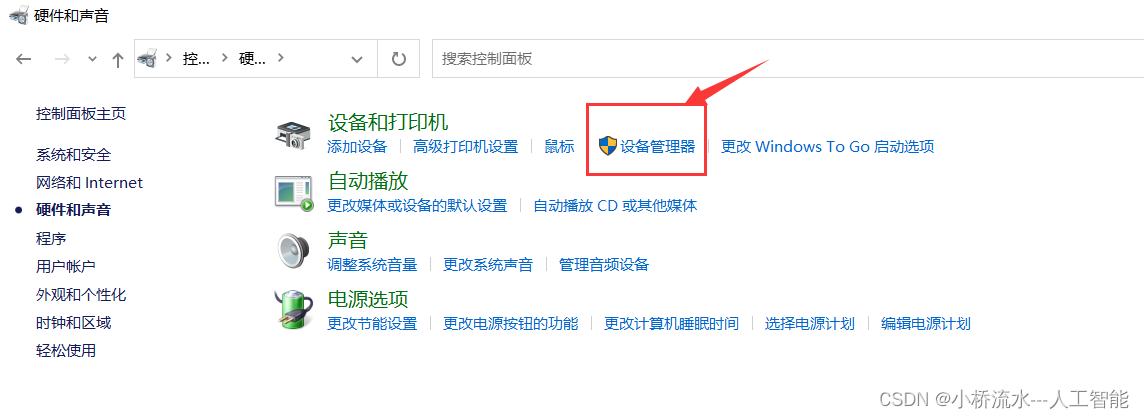 硬件和声音
控... 硬... 搜索控制面板
控制面板主页
系统和安全
网络和 Internet
硬件和声音
程序
用户帐户
外观和个性化
时钟和区域
轻松使用
设备和打印机
添加设备 高级打印机设置 鼠标 设备管理器 更改 Windows To Go 启动选项
自动播放
更改媒体或设备的默认设置 自动播放 CD 或其他媒体
声音
调整系统音量 更改系统声音 管理音频设备
电源选项
更改节能设置 更改电源按钮的功能 更改计算机睡眠时间 选择电源计划 编辑电源计划
CSDN @小桥流水---人工智能